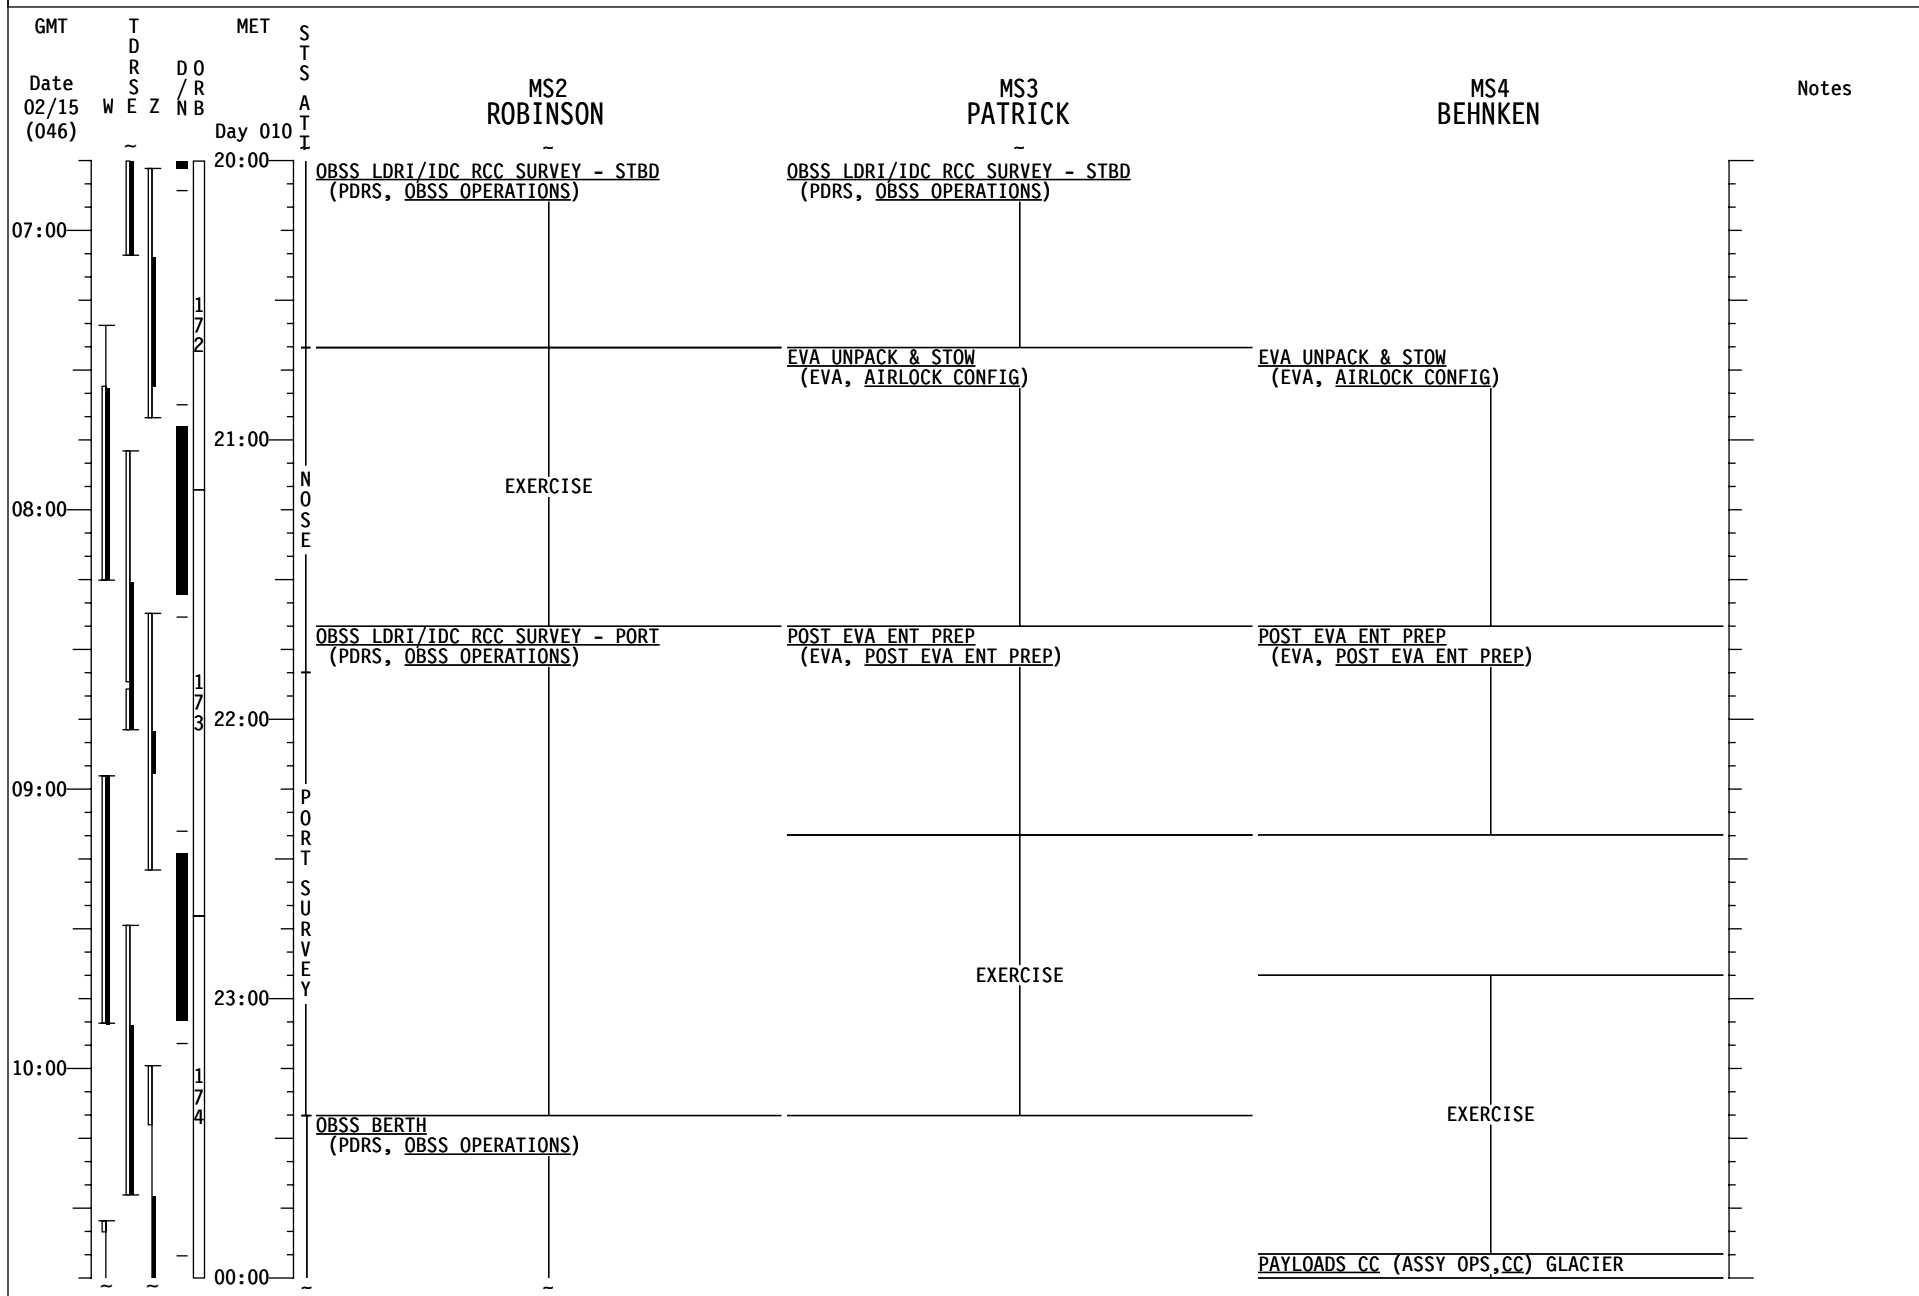 GMT
TDRS
MET
STS ATT
Date
02/15
(046)
W E Z
D/N
ORB
Day 010
MS2
ROBINSON
MS3
PATRICK
MS4
BEHNKEN
Notes
~ ~ ~ ~
20:00
OBSS LDRI/IDC RCC SURVEY – STBD
(PDRS, OBSS OPERATIONS)
OBSS LDRI/IDC RCC SURVEY – STBD
(PDRS, OBSS OPERATIONS)
07:00
172
EVA UNPACK & STOW
(EVA, AIRLOCK CONFIG)
EVA UNPACK & STOW
(EVA, AIRLOCK CONFIG)
21:00
NOSE
EXERCISE
08:00
OBSS LDRI/IDC RCC SURVEY – PORT
(PDRS, OBSS OPERATIONS)
POST EVA ENT PREP
(EVA, POST EVA ENT PREP)
POST EVA ENT PREP
(EVA, POST EVA ENT PREP)
173
22:00
09:00
PORT SURVEY
EXERCISE
23:00
10:00
174
OBSS BERTH
(PDRS, OBSS OPERATIONS)
EXERCISE
PAYLOADS CC (ASSY OPS,CC) GLACIER
00:00
~ ~ ~ ~